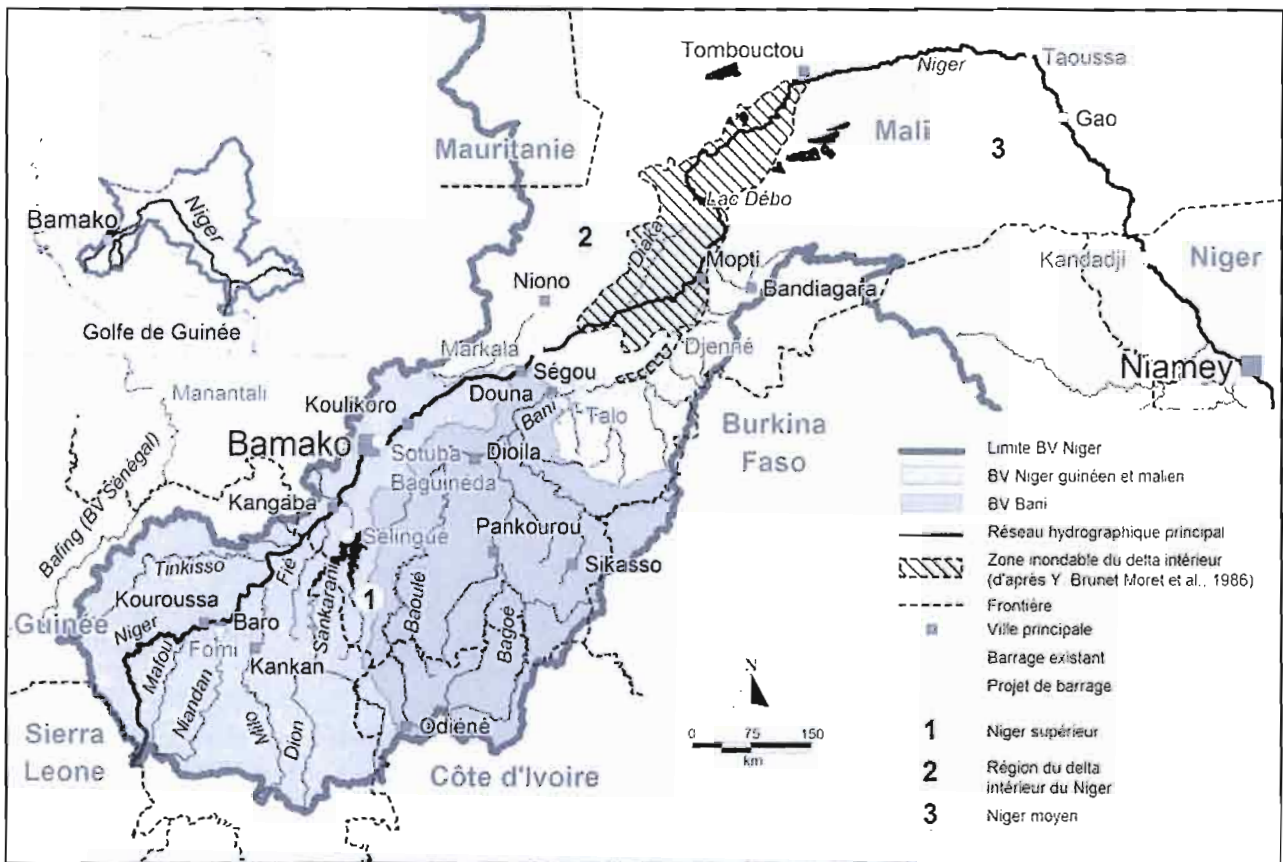 Tombouctou
Niger
Taoussa
Gao
Mali
3
Mauritanie
Lac Débo
Bamako
Niger
2
Diaka
Mopti
Kandadji
Niger
Niono
Bandiagara
Golfe de Guinée
Markala
Djenné
Niamey
Manantali
Ségou
Koulikoro
Douna
Bani
Talo
Burkina
Faso
Bamako
Sotuba
Dioila
Baguinéda
Kangaba
Bafing (BV Sénégal)
Sélingué
Pankourou
Tinkisso
Fié
Sankarani
1
Baoulé
Sikasso
Kouroussa
Guinée
Niger
Baro
Bagoé
Mafou
Fomi
Kankan
Niandan
Milo
Dion
Odiéné
Sierra
Leone
Côte d'Ivoire
N
0 75 150
km
Limite BV Niger
BV Niger guinéen et malien
BV Bani
Réseau hydrographique principal
Zone inondable du delta intérieur
(d'après Y. Brunet Moret et al., 1986)
Frontière
Ville principale
Barrage existant
Projet de barrage
1 Niger supérieur
2 Région du delta
intérieur du Niger
3 Niger moyen